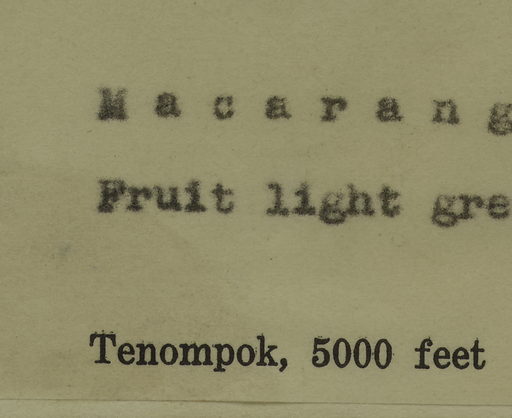 M a c a r a n g
Fruit light gre
Tenompok, 5000 feet